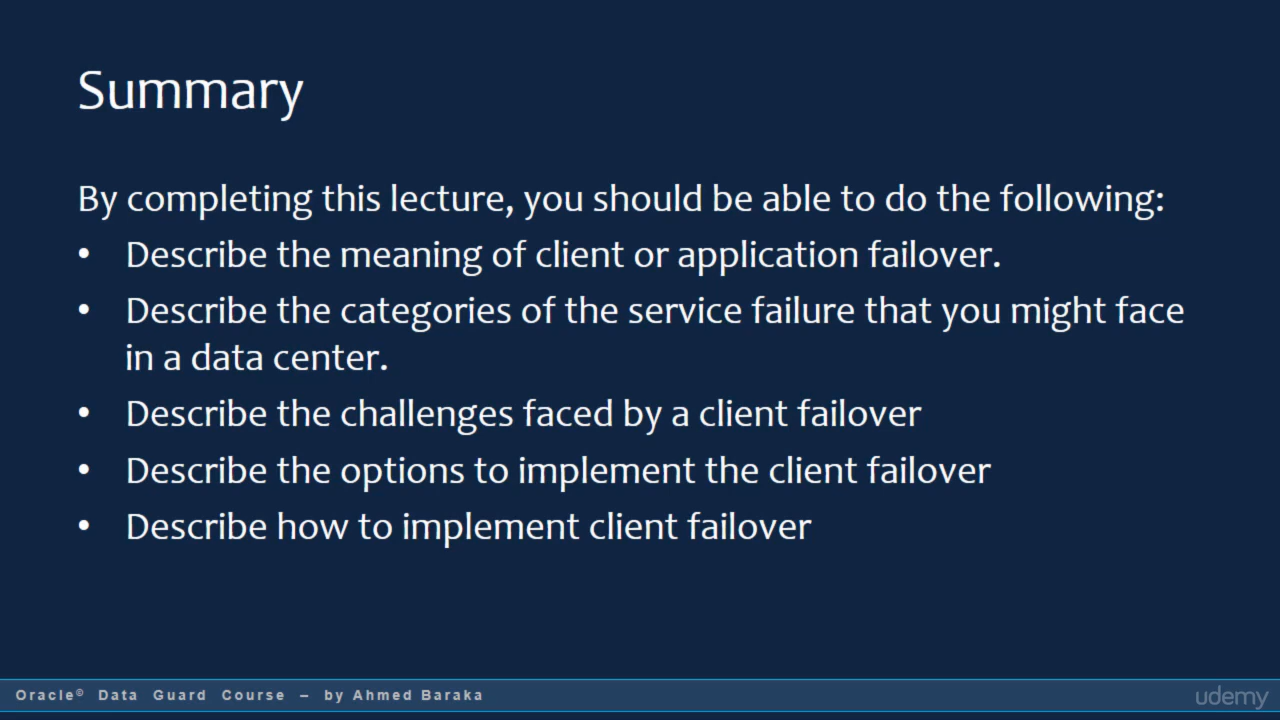 Summary
By completing this lecture, you should be able to do the following:
• Describe the meaning of client or application failover.
• Describe the categories of the service failure that you might face
in a data center.
• Describe the challenges faced by a client failover
• Describe the options to implement the client failover
• Describe how to implement client failover
Oracle® Data Guard Course – by Ahmed Baraka
udemy